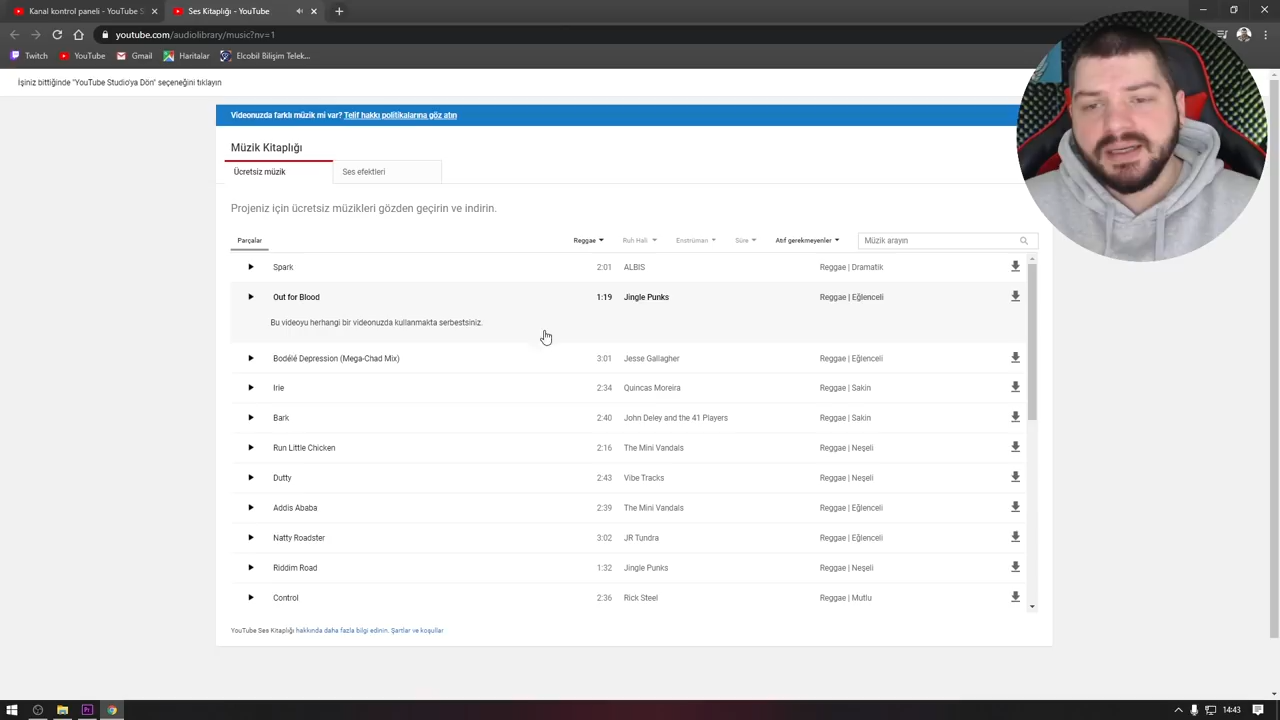 Kanal kontrol paneli - YouTube S
YouTube
youtube.com/audiolibrary/music?nv=1
Twitch YouTube Gmail Haritalar Elcobil Bilişim Telek...
İşiniz bittiğinde "YouTube Studio'ya Dön" seçeneğini tıklayın
Videonuzda farklı müzik mi var? Telif hakkı politikalarına göz atın
Müzik Kitaplığı
Ücretsiz müzik Ses efektleri
Projeniz için ücretsiz müzikleri gözden geçirin ve indirin.
Parçalar Reggae Ruh Hali Enstrüman Süre Atıf gerekmeyenler Müzik arayın
Spark 2:01 ALBIS Reggae | Dramatik
Out for Blood 1:19 Jingle Punks Reggae | Eğlenceli
Bu videoyu herhangi bir videonuzda kullanmakta serbestsiniz.
Bodélé Depression (Mega-Chad Mix) 3:01 Jesse Gallagher Reggae | Eğlenceli
Irie 2:34 Quincas Moreira Reggae | Sakin
Bark 2:40 John Deley and the 41 Players Reggae | Sakin
Run Little Chicken 2:16 The Mini Vandals Reggae | Neşeli
Dutty 2:43 Vibe Tracks Reggae | Neşeli
Addis Ababa 2:39 The Mini Vandals Reggae | Eğlenceli
Natty Roadster 3:02 JR Tundra Reggae | Eğlenceli
Riddim Road 1:32 Jingle Punks Reggae | Neşeli
Control 2:36 Rick Steel Reggae | Mutlu
YouTube Ses Kitaplığı hakkında daha fazla bilgi edinin. Şartlar ve koşullar
Pr 14:43